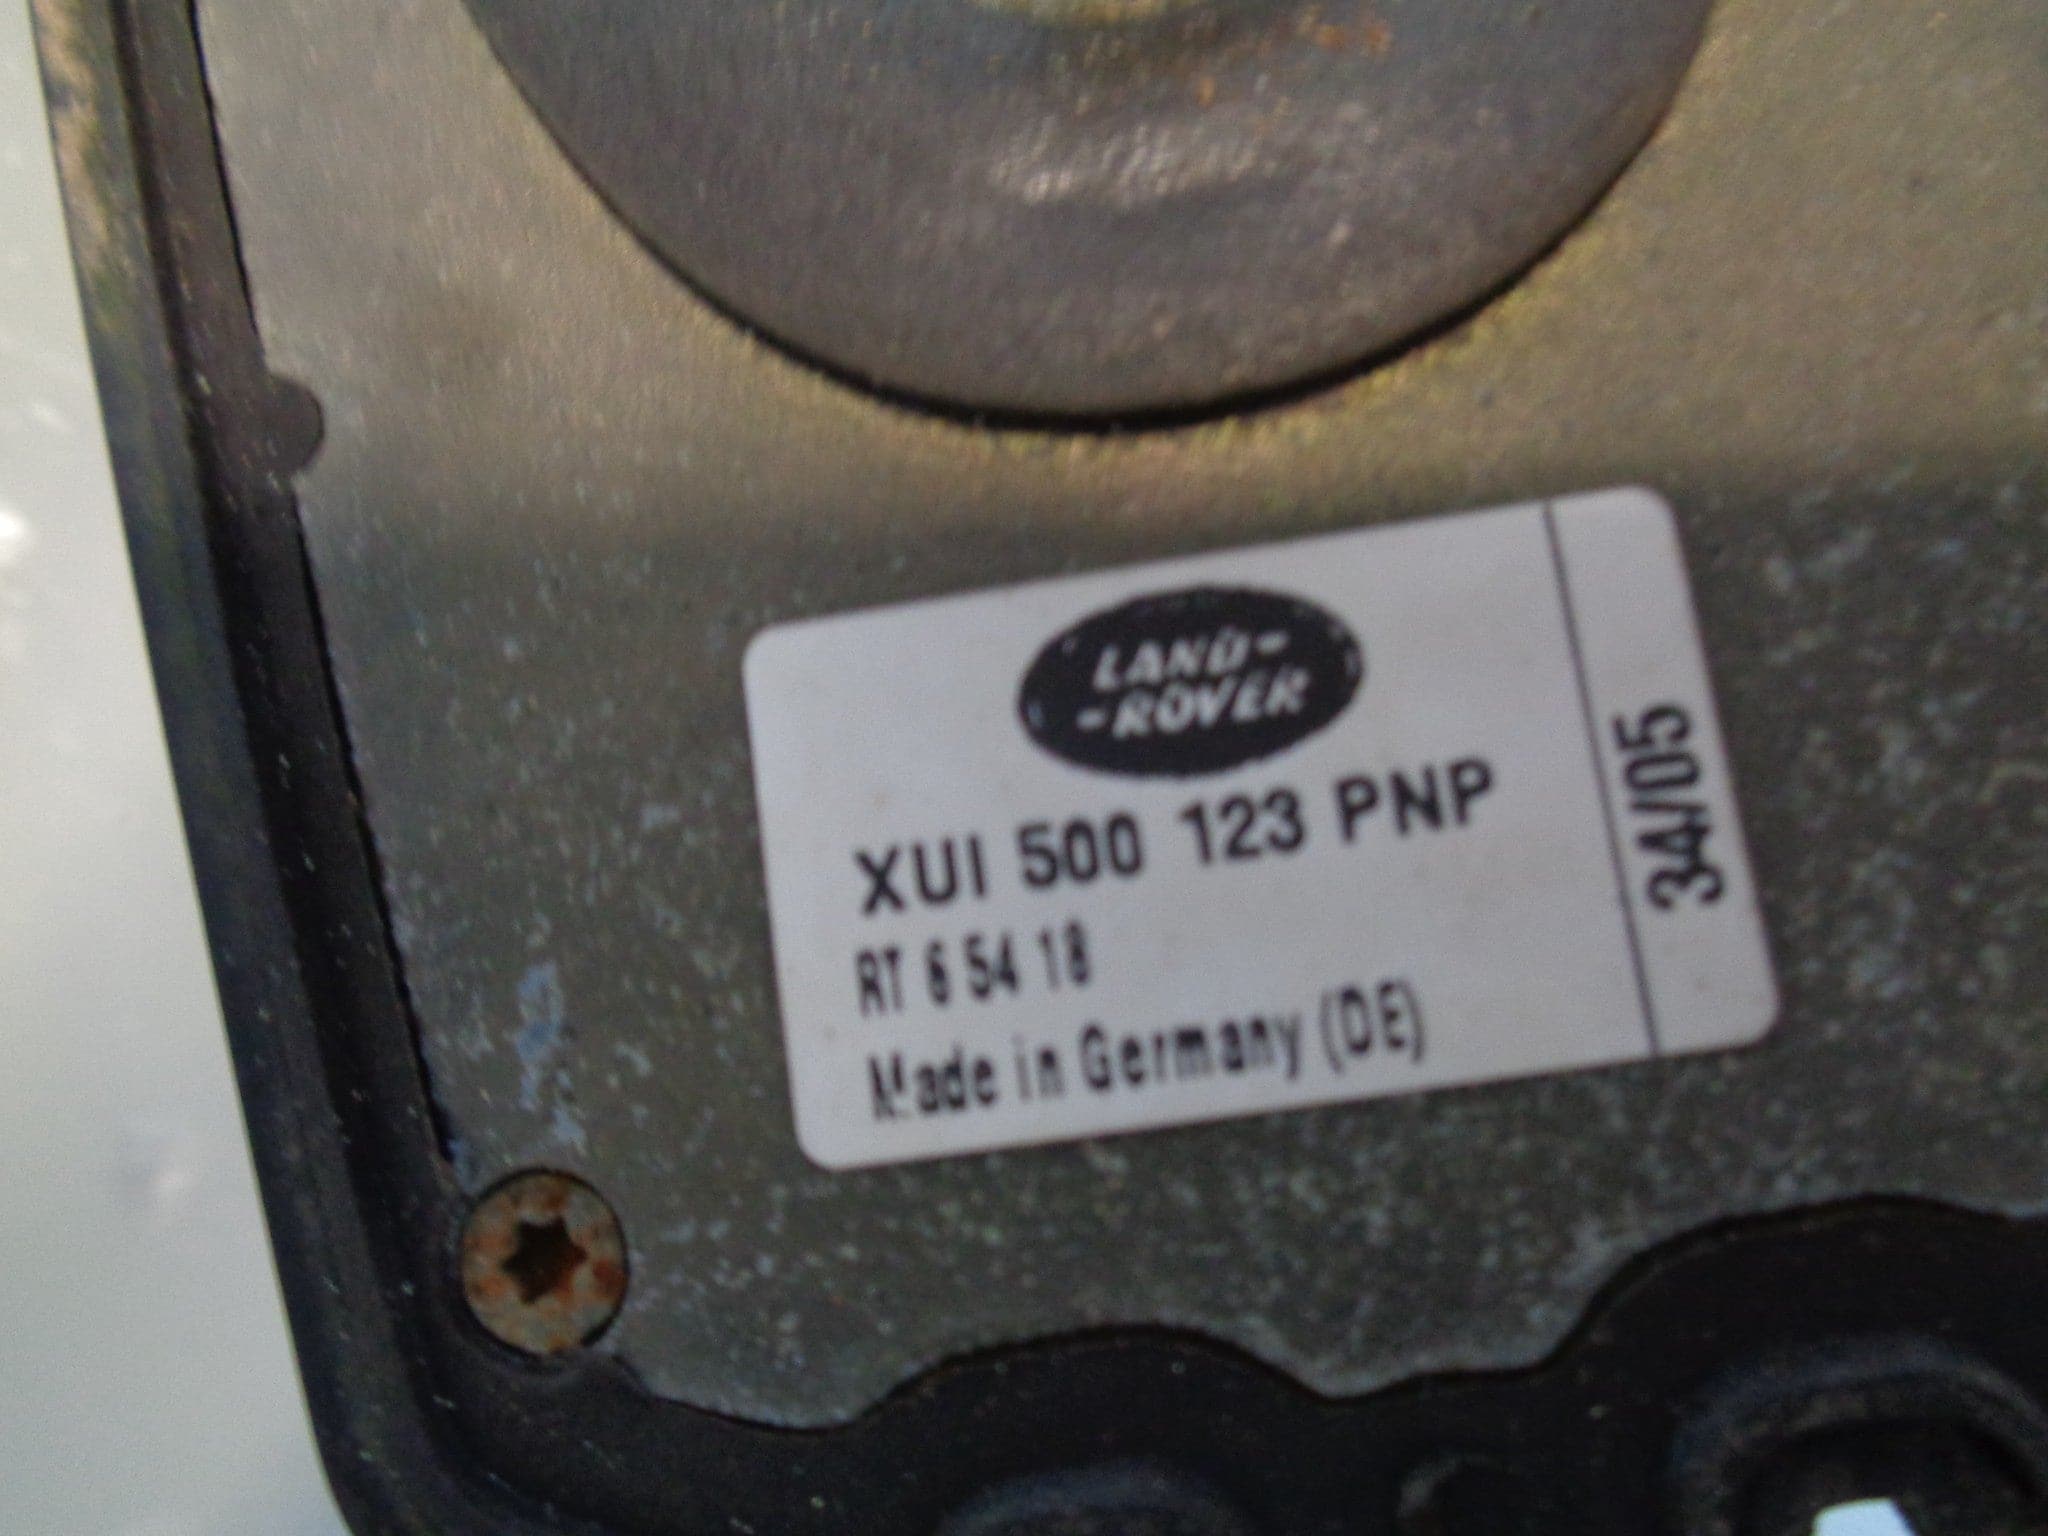 LAND-
-ROVER
XUI 500 123 PNP
RT 6 54 18
Made in Germany (DE)
34/05